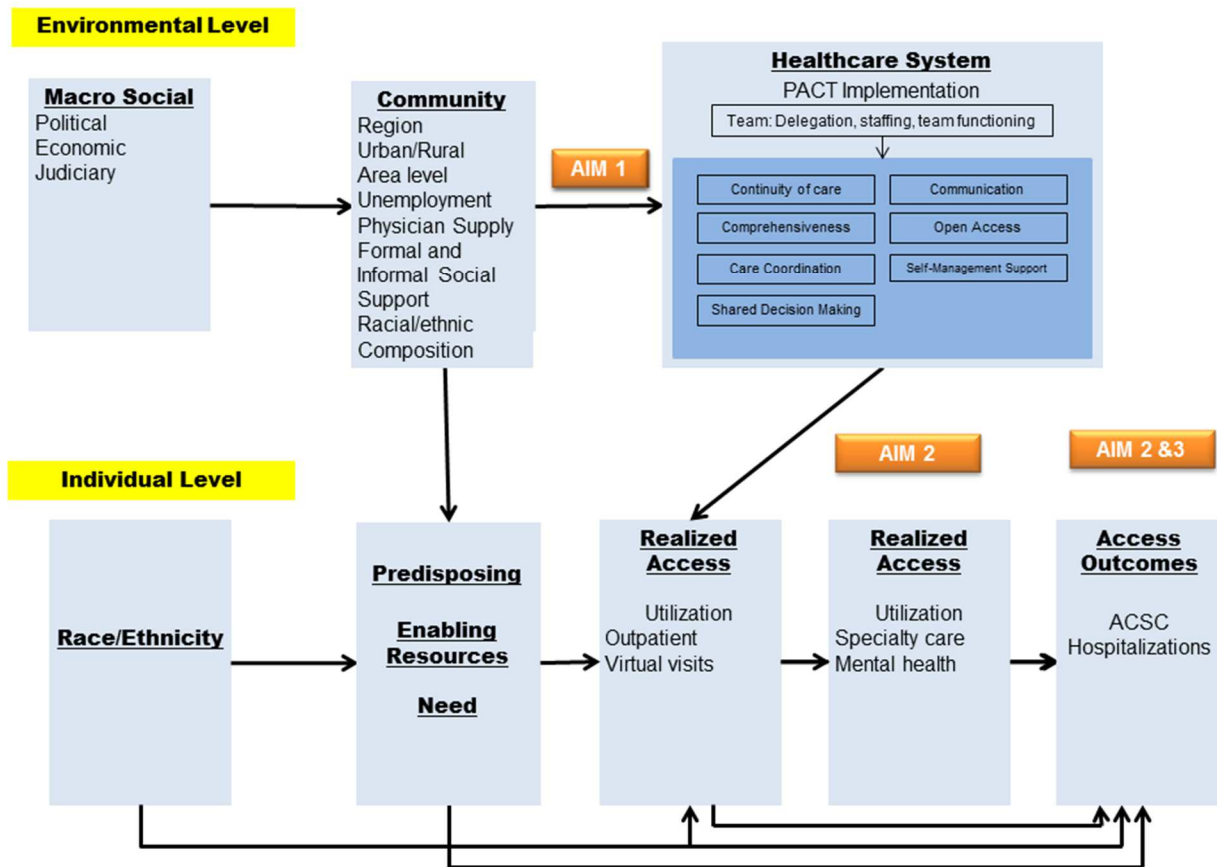 Environmental Level
Macro Social
Political
Economic
Judiciary
Community
Region
Urban/Rural
Area level
Unemployment
Physician Supply
Formal and
Informal Social
Support
Racial/ethnic
Composition
AIM 1
Healthcare System
PACT Implementation
Team: Delegation, staffing, team functioning
Continuity of care
Communication
Comprehensiveness
Open Access
Care Coordination
Self-Management Support
Shared Decision Making
AIM 2
AIM 2 &3
Individual Level
Race/Ethnicity
Predisposing
Enabling
Resources
Need
Realized
Access
Utilization
Outpatient
Virtual visits
Realized
Access
Utilization
Specialty care
Mental health
Access
Outcomes
ACSC
Hospitalizations